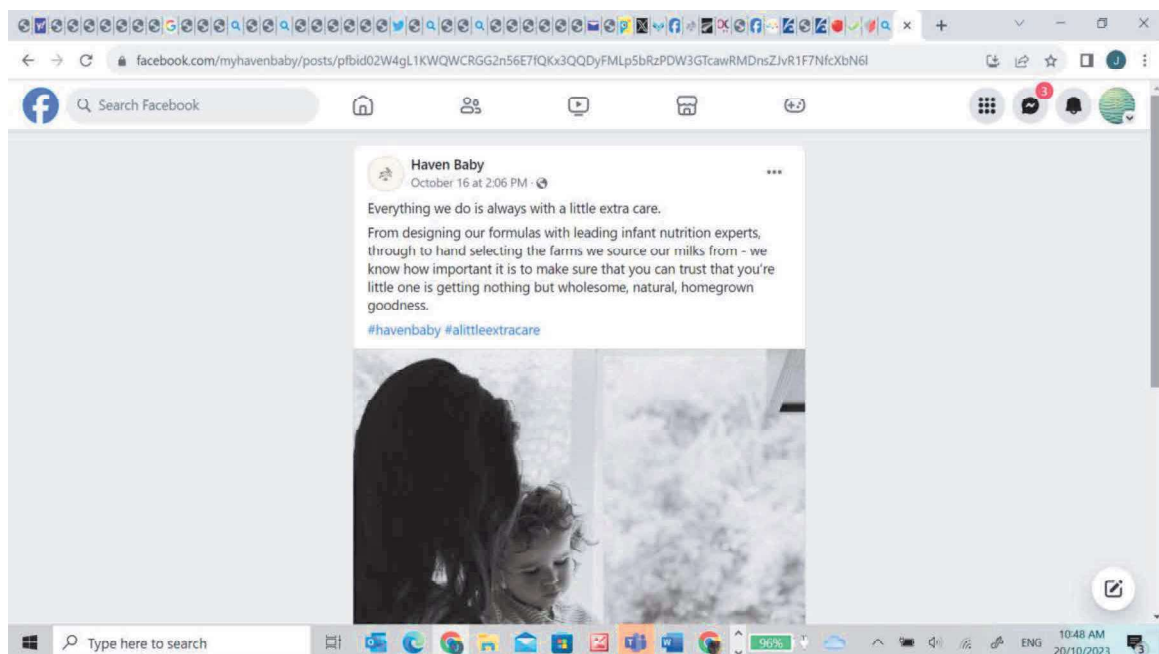 facebook.com/myhavenbaby/posts/pfbid02W4gL1KWQWCRGG2n56E7fQKx3QQDyFMLp5bRzPDW3GTcawRMDnsZJvR1F7NfcXbN6l
Search Facebook
3
Haven Baby
October 16 at 2:06 PM ·
Everything we do is always with a little extra care.
From designing our formulas with leading infant nutrition experts,
through to hand selecting the farms we source our milks from - we
know how important it is to make sure that you can trust that you're
little one is getting nothing but wholesome, natural, homegrown
goodness.
#havenbaby #alittleextracare
Type here to search
96%
ENG
10:48 AM
20/10/2023
3